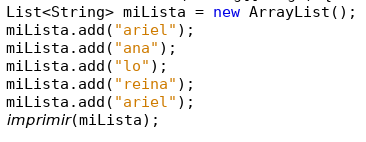 List<String> miLista = new ArrayList();
miLista.add("ariel");
miLista.add("ana");
miLista.add("lo");
miLista.add("reina");
miLista.add("ariel");
imprimir(miLista);